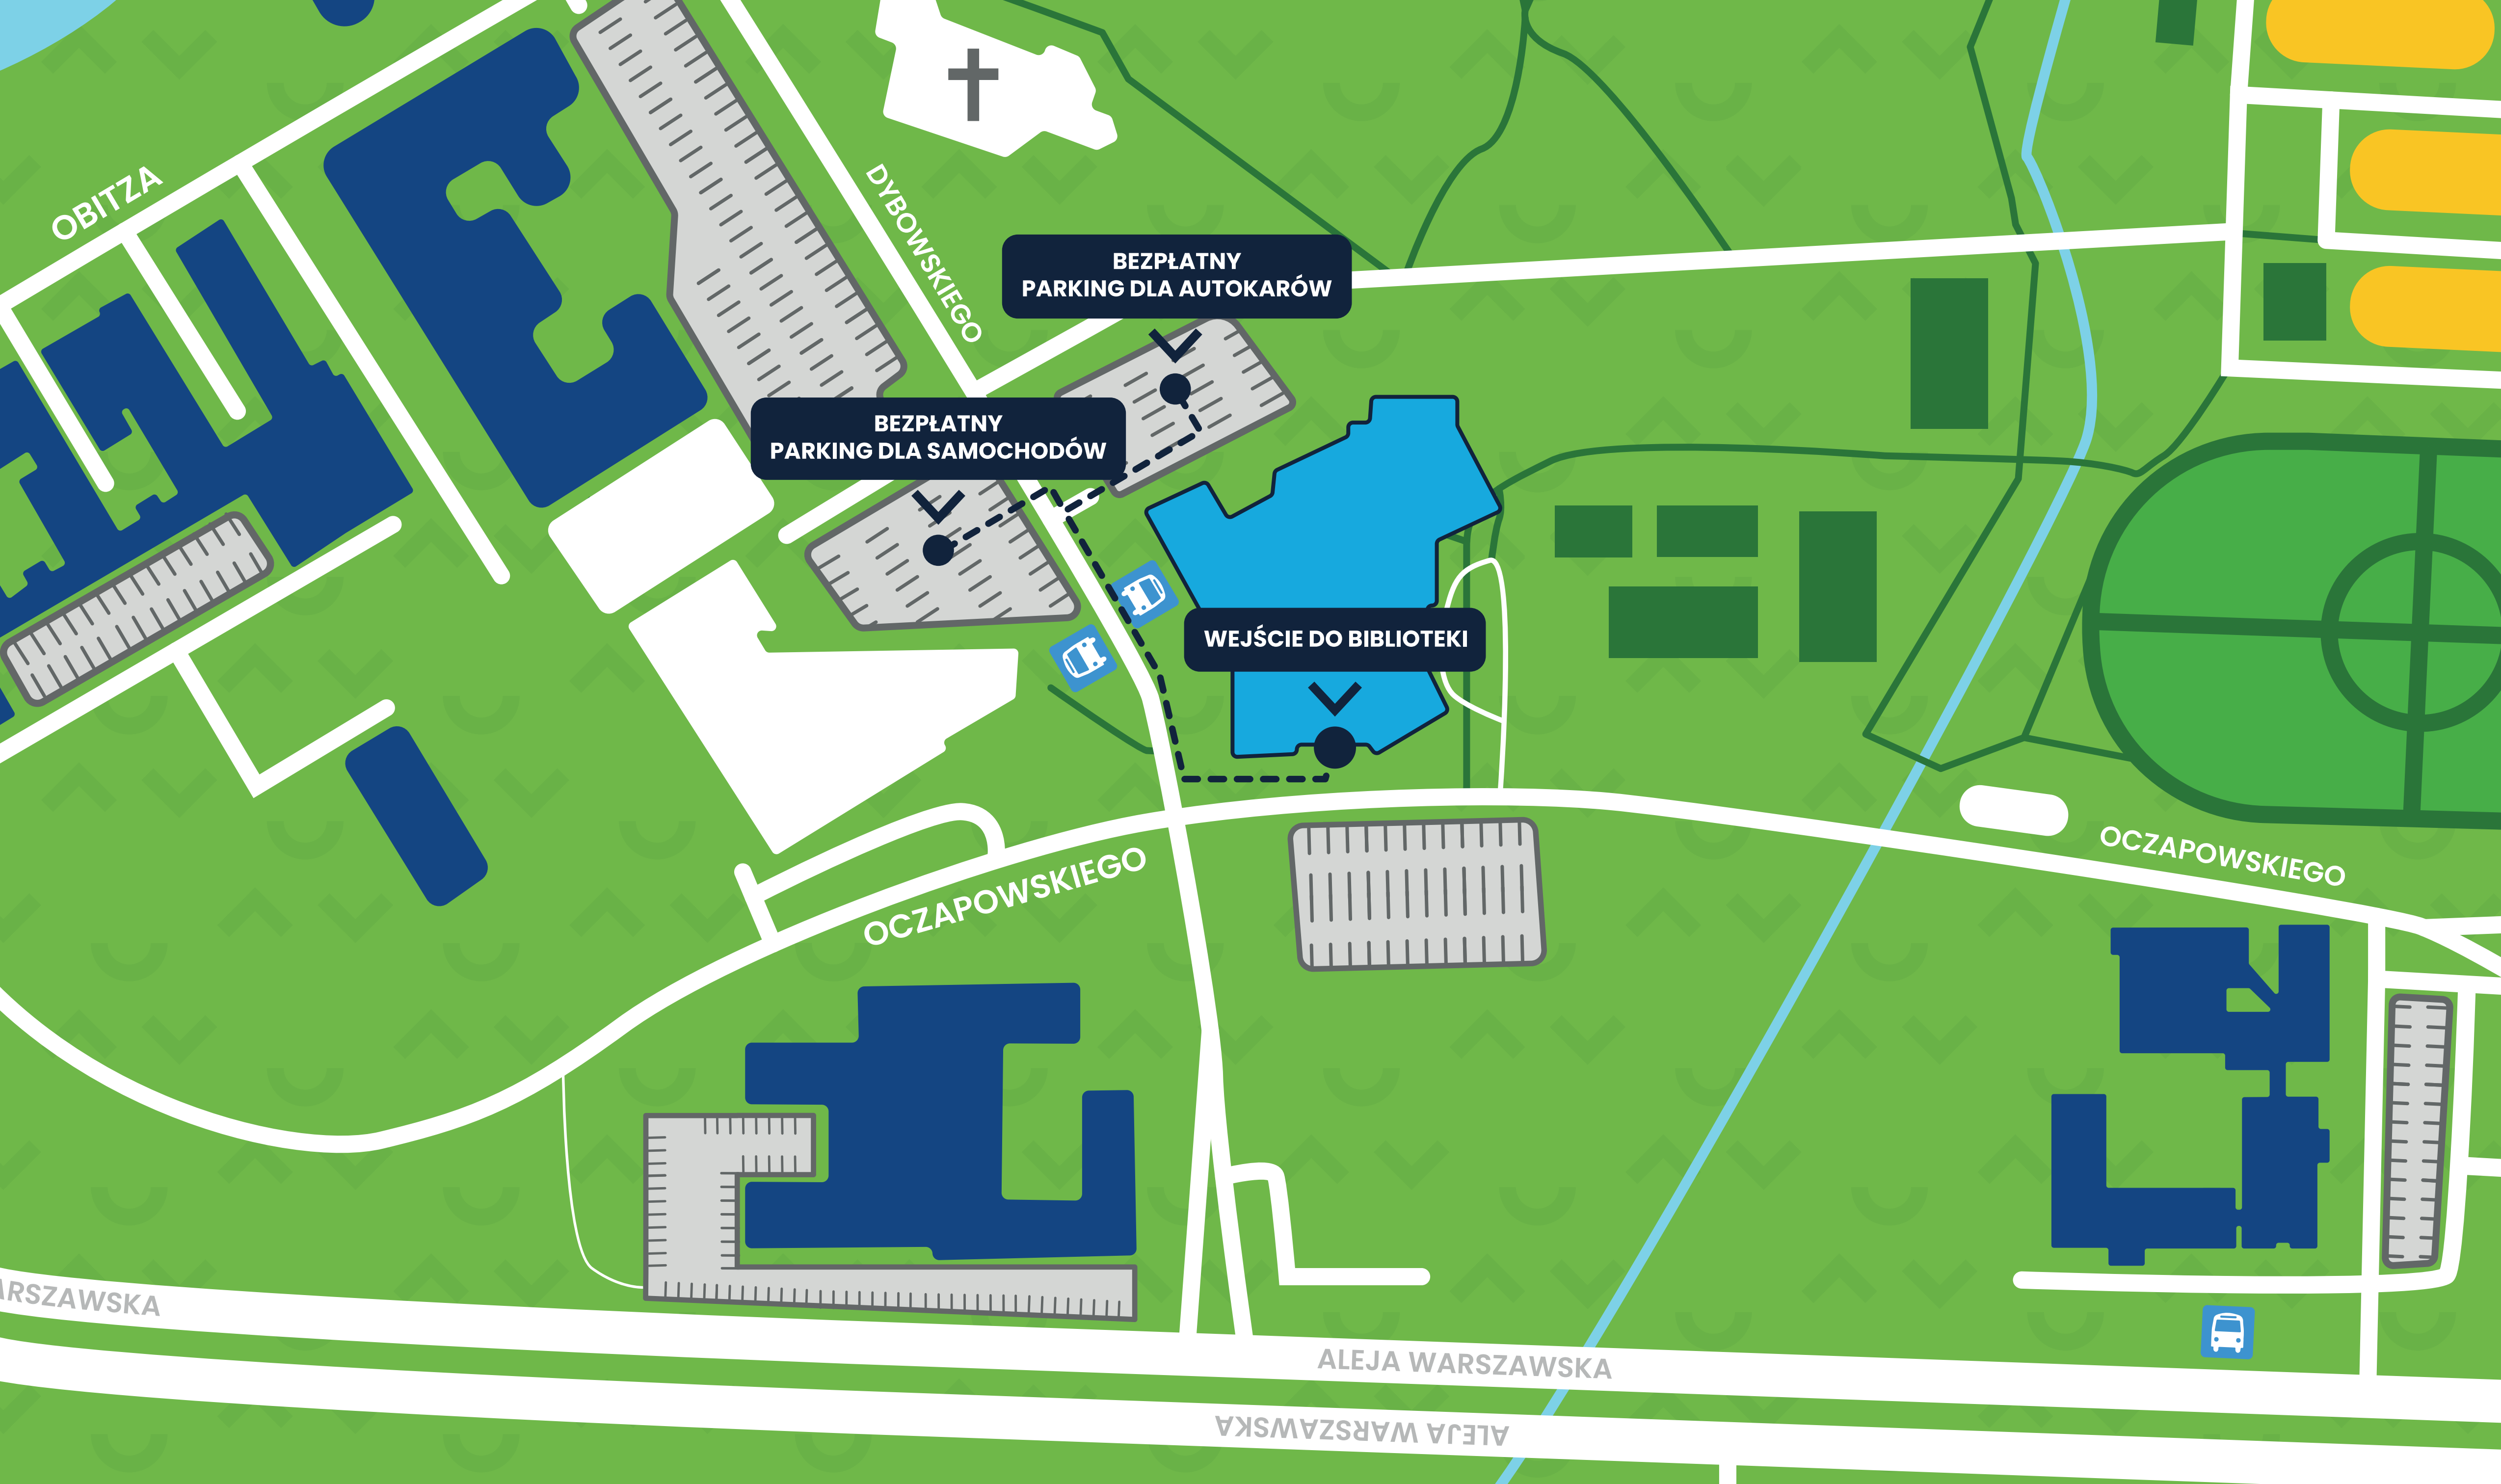 OBITZA
DYBOWSKIEGO
BEZPŁATNY
PARKING DLA AUTOKARÓW
BEZPŁATNY
PARKING DLA SAMOCHODÓW
WEJŚCIE DO BIBLIOTEKI
OCZAPOWSKIEGO
OCZAPOWSKIEGO
ARSZAWSKA
ALEJA WARSZAWSKA
ALEJA WARSZAWSKA